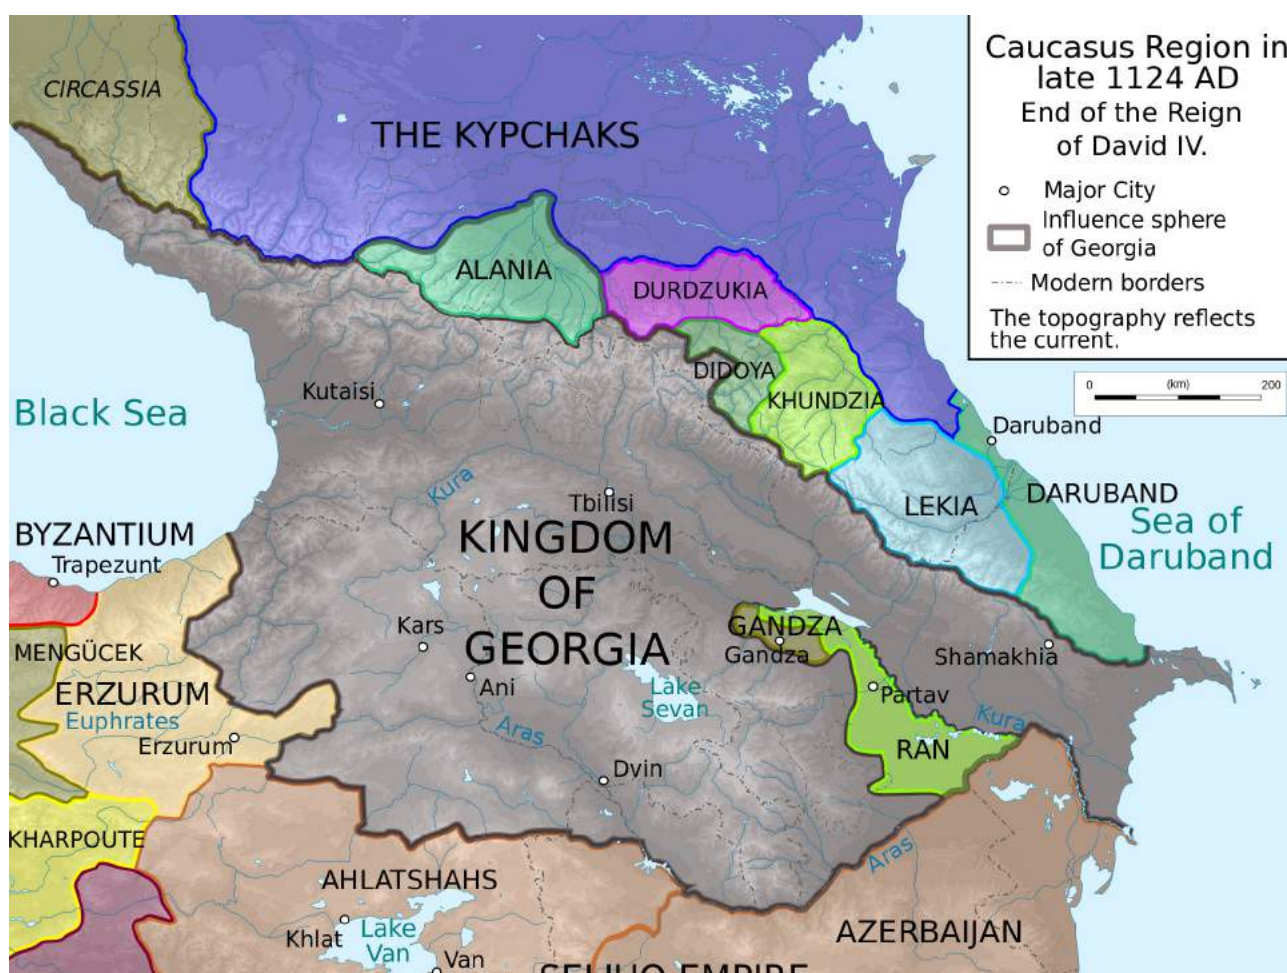 Caucasus Region in
late 1124 AD
End of the Reign
of David IV.
Major City
Influence sphere
of Georgia
Modern borders
The topography reflects
the current.
0 (km) 200
CIRCASSIA
THE KYPCHAKS
ALANIA
DURDZUKIA
DIDOYA
KHUNDZIA
Kutaisi
Black Sea
Daruband
Kura
Tbilisi
LEKIA
DARUBAND
Sea of
Daruband
KINGDOM
OF
GEORGIA
BYZANTIUM
Trapezunt
Kars
GANDZA
Gandza
Shamakhia
MENGÜCEK
ERZURUM
Euphrates
Erzurum
Ani
Lake
Sevan
Partav
Kura
Aras
RAN
Dvin
KHARPOUTE
Aras
AHLATSHAHS
Khlat
Lake
Van
Van
AZERBAIJAN
SELJUQ EMPIRE